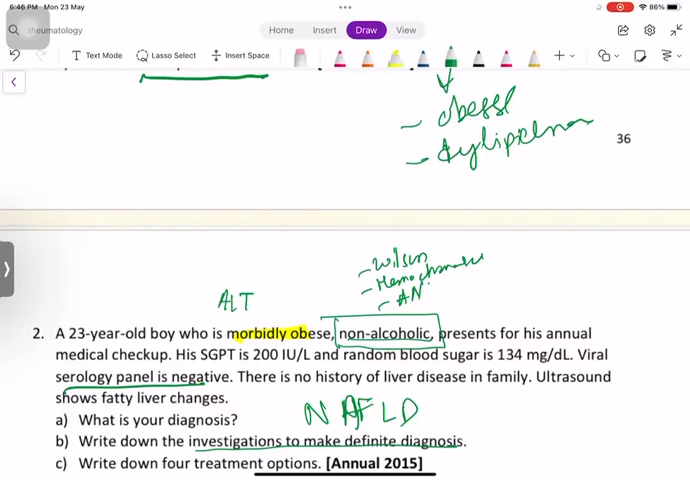 6:46 PM Mon 23 May
86%
rheumatology
Home Insert Draw View
Text Mode Lasso Select Insert Space
- obesed
36
- Wilson
ALT
2. A 23-year-old boy who is morbidly obese, non-alcoholic, presents for his annual
medical checkup. His SGPT is 200 IU/L and random blood sugar is 134 mg/dL. Viral
serology panel is negative. There is no history of liver disease in family. Ultrasound
shows fatty liver changes.
NAFLD
a) What is your diagnosis?
b) Write down the investigations to make definite diagnosis.
c) Write down four treatment options. [Annual 2015]